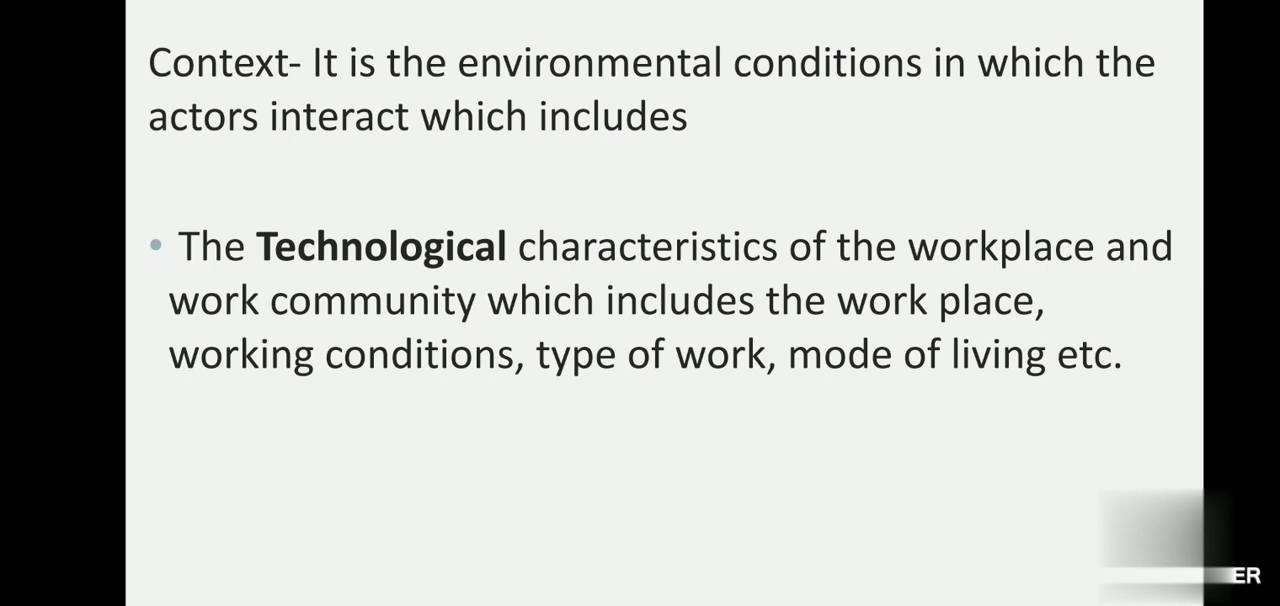 Context- It is the environmental conditions in which the
actors interact which includes
• The Technological characteristics of the workplace and
work community which includes the work place,
working conditions, type of work, mode of living etc.
ER